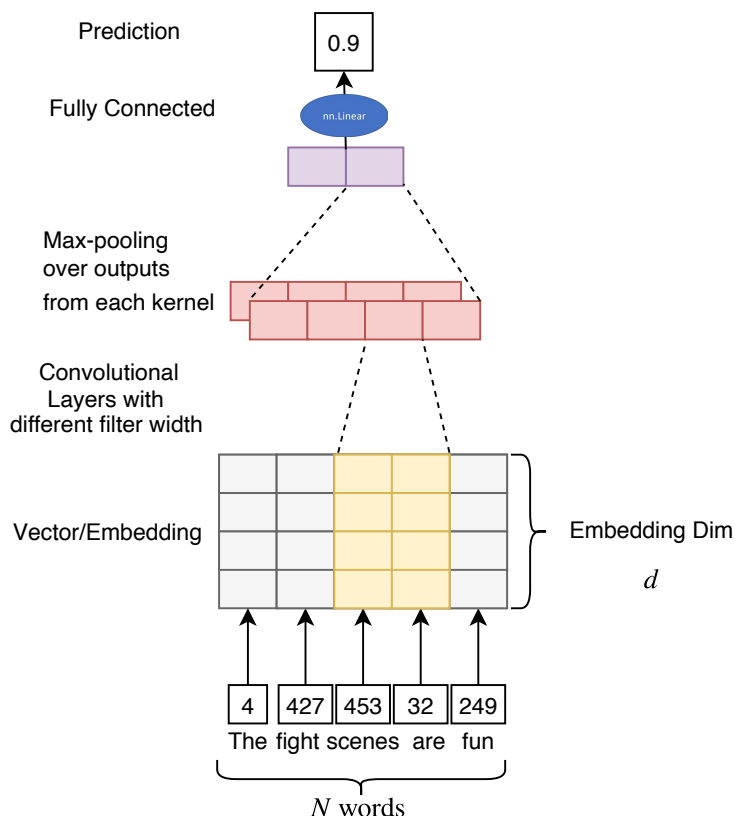 Prediction
0.9
Fully Connected
nn.Linear
Max-pooling
over outputs
from each kernel
Convolutional
Layers with
different filter width
Vector/Embedding
Embedding Dim
d
4 427 453 32 249
The fight scenes are fun
N words